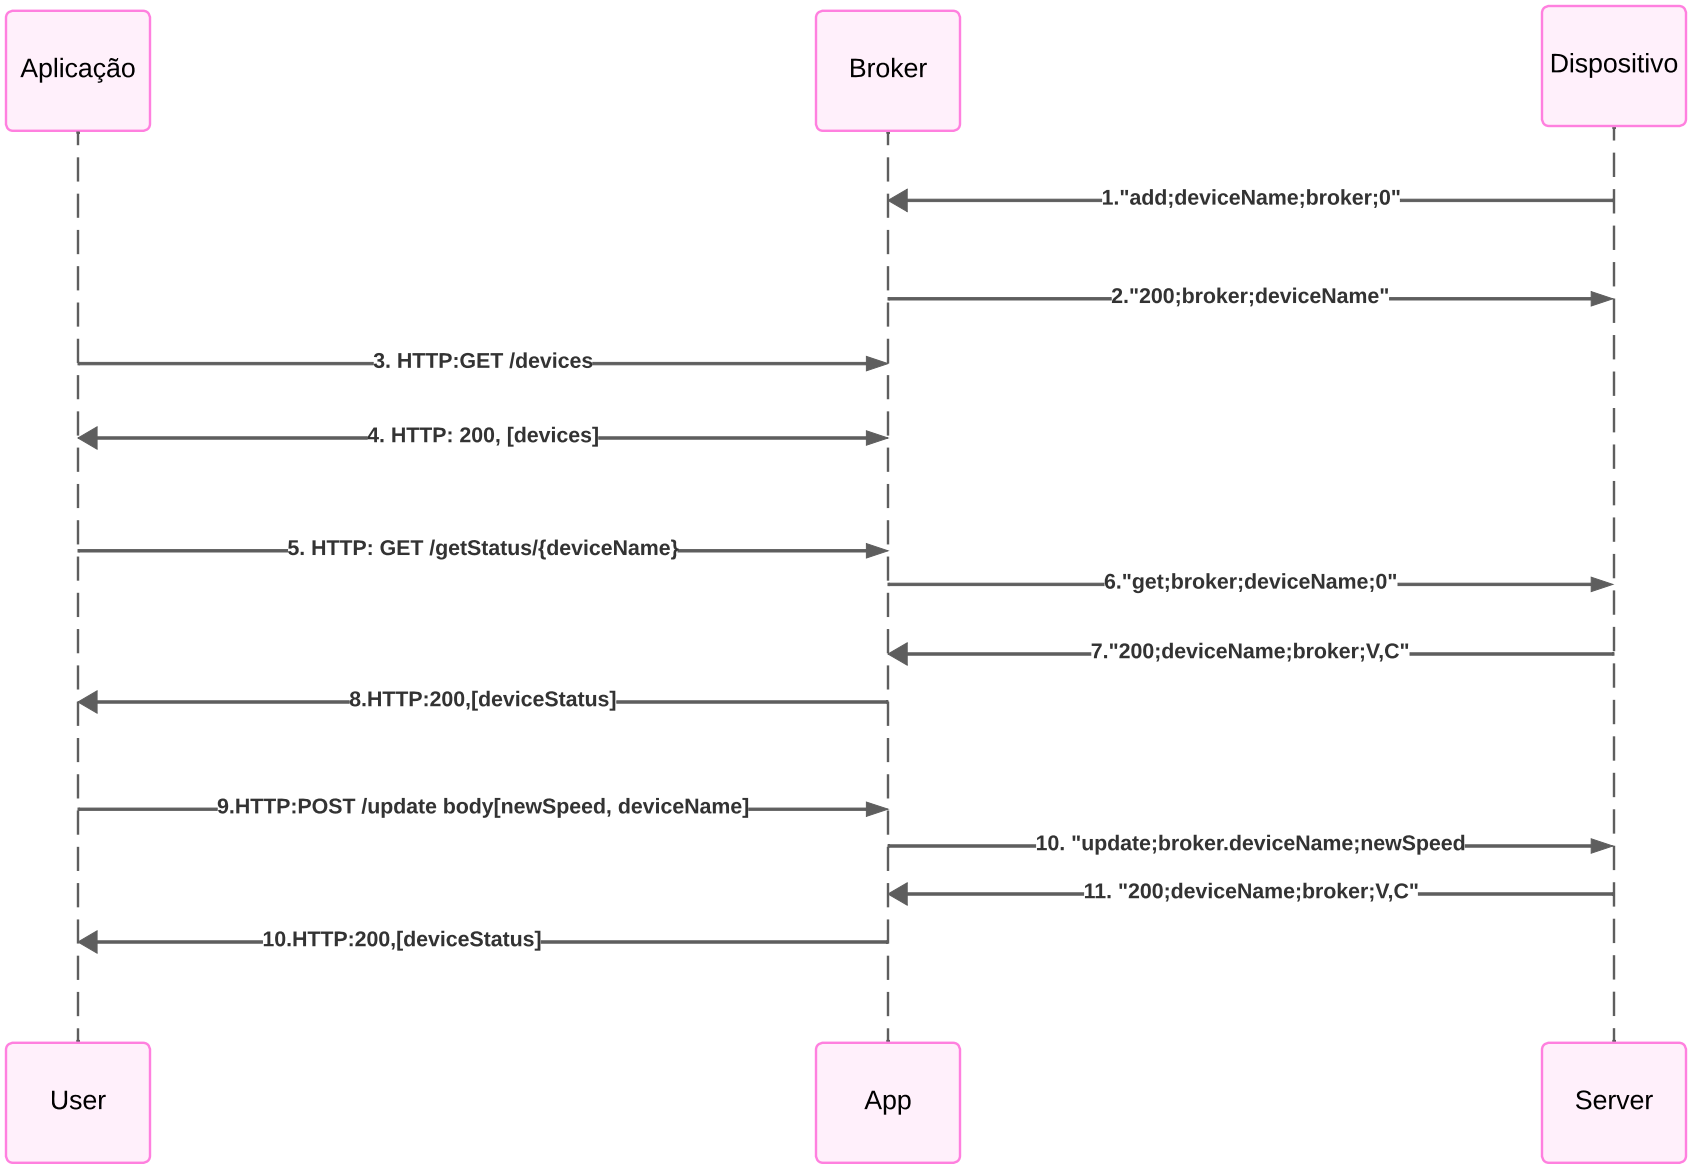 Aplicação
Broker
Dispositivo
1."add;deviceName;broker;0"
2."200;broker;deviceName"
3. HTTP:GET /devices
4. HTTP: 200, [devices]
5. HTTP: GET /getStatus/{deviceName}
6."get;broker;deviceName;0"
7."200;deviceName;broker;V,C"
8.HTTP:200,[deviceStatus]
9.HTTP:POST /update body[newSpeed, deviceName]
10. "update;broker.deviceName;newSpeed
11. "200;deviceName;broker;V,C"
10.HTTP:200,[deviceStatus]
User
App
Server